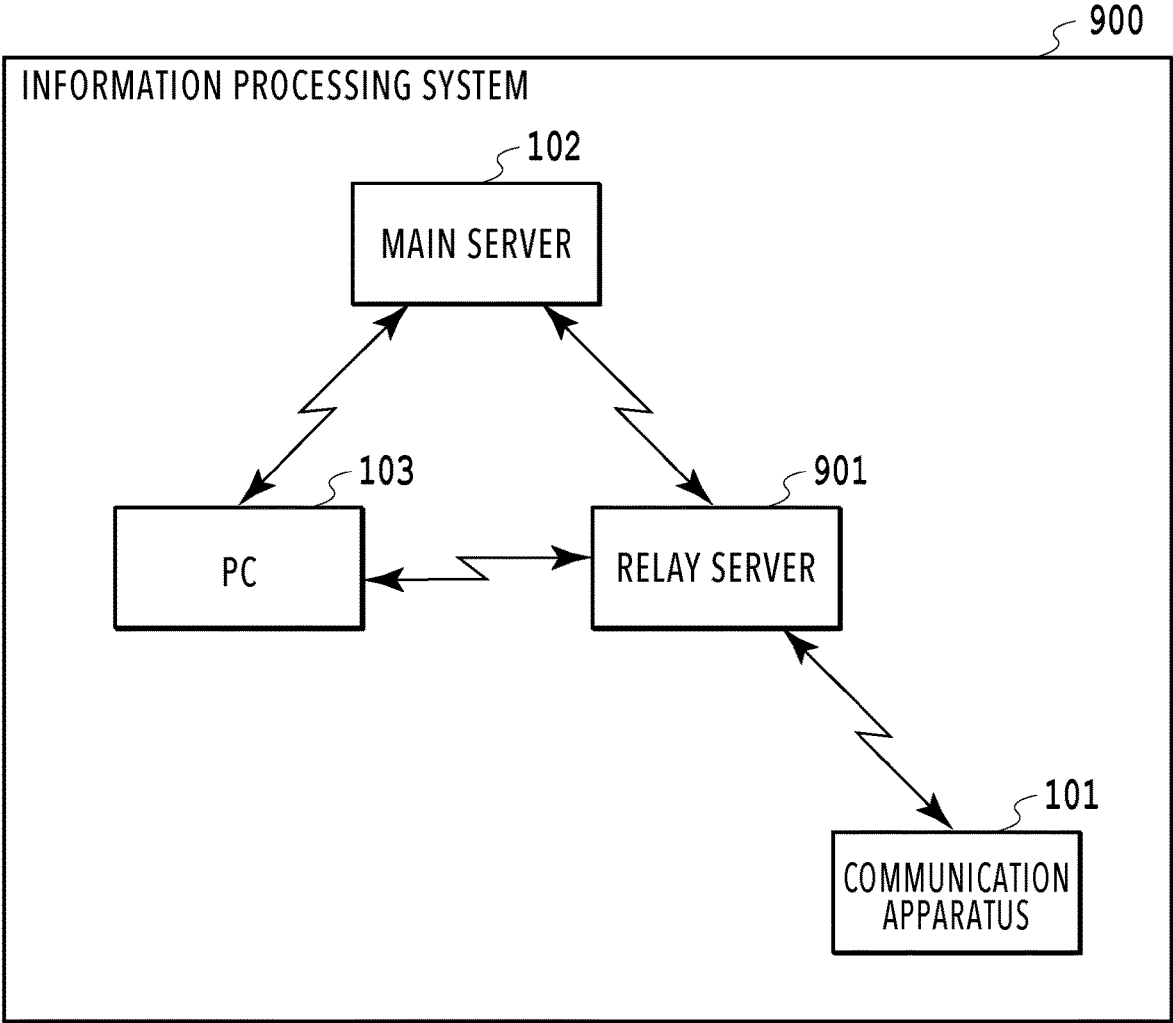 900
INFORMATION PROCESSING SYSTEM
102
MAIN SERVER
103
901
PC
RELAY SERVER
101
COMMUNICATION
APPARATUS